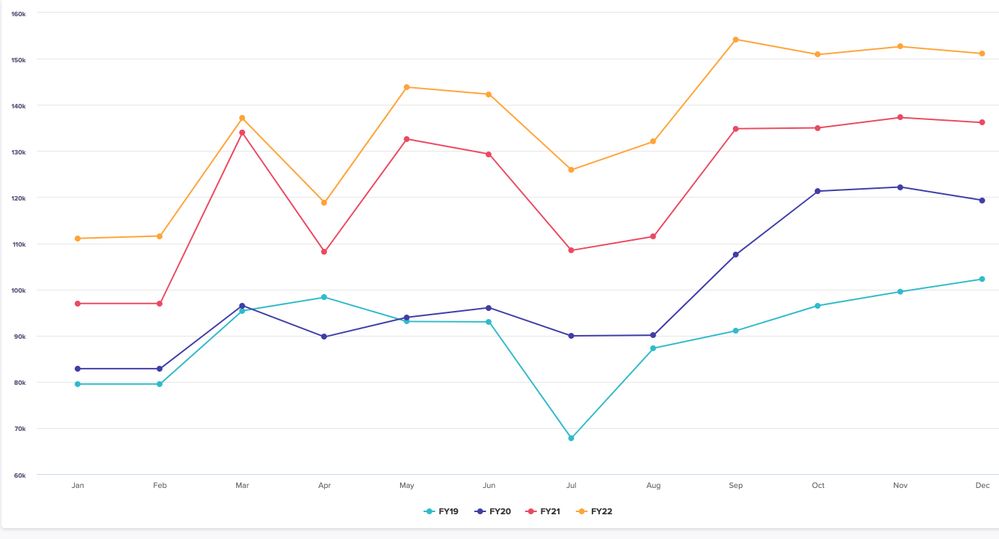 160k
150k
140k
130k
120k
110k
100k
90k
80k
70k
60k
Jan Feb Mar Apr May Jun Jul Aug Sep Oct Nov Dec
FY19 FY20 FY21 FY22